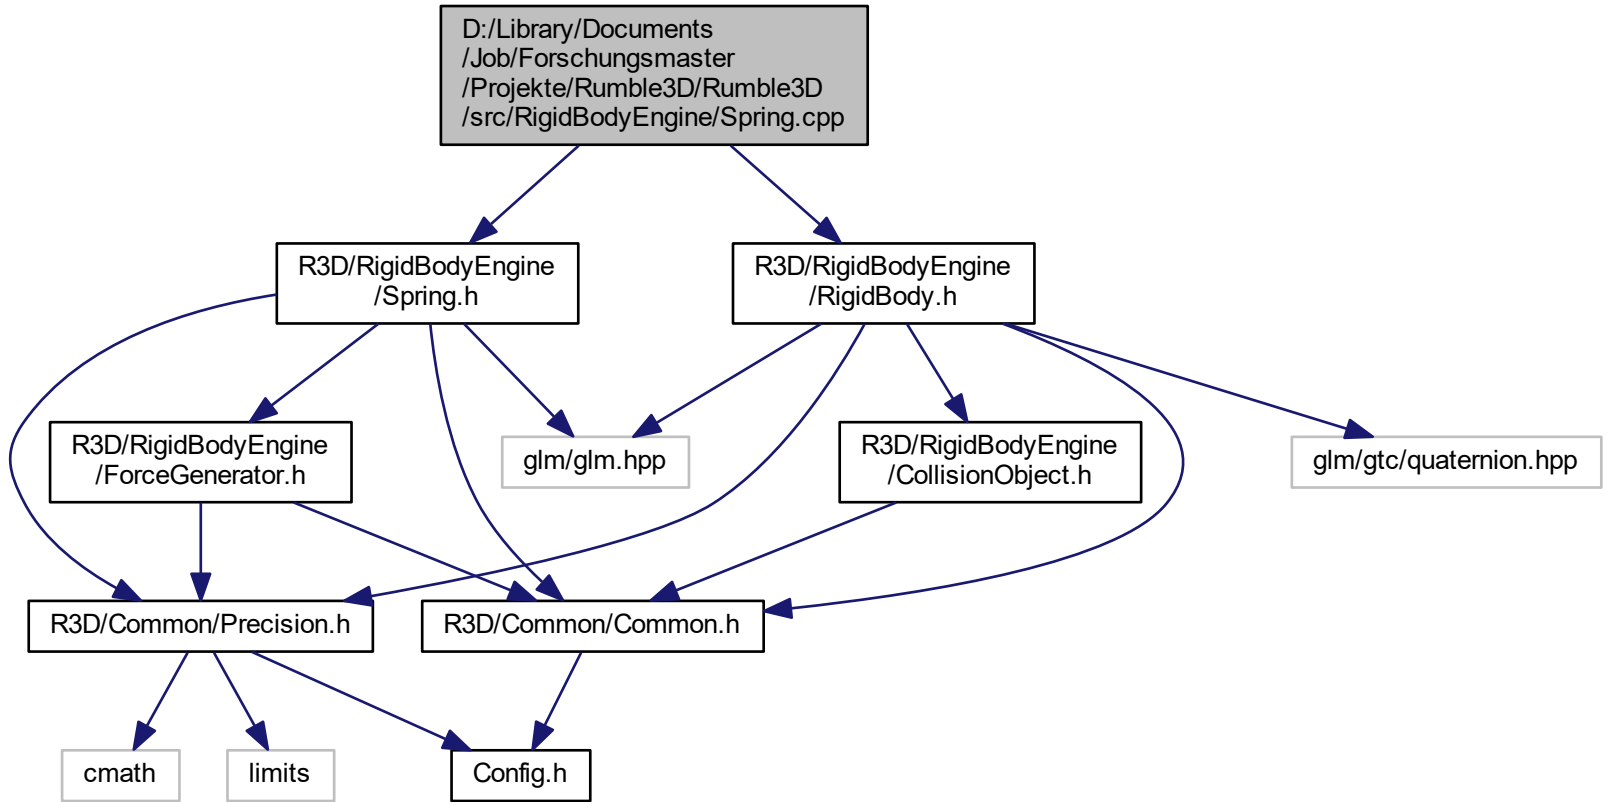 D:/Library/Documents
/Job/Forschungsmaster
/Projekte/Rumble3D/Rumble3D
/src/RigidBodyEngine/Spring.cpp
R3D/RigidBodyEngine
/Spring.h
R3D/RigidBodyEngine
/RigidBody.h
R3D/RigidBodyEngine
/ForceGenerator.h
glm/glm.hpp
R3D/RigidBodyEngine
/CollisionObject.h
glm/gtc/quaternion.hpp
R3D/Common/Precision.h
R3D/Common/Common.h
cmath
limits
Config.h